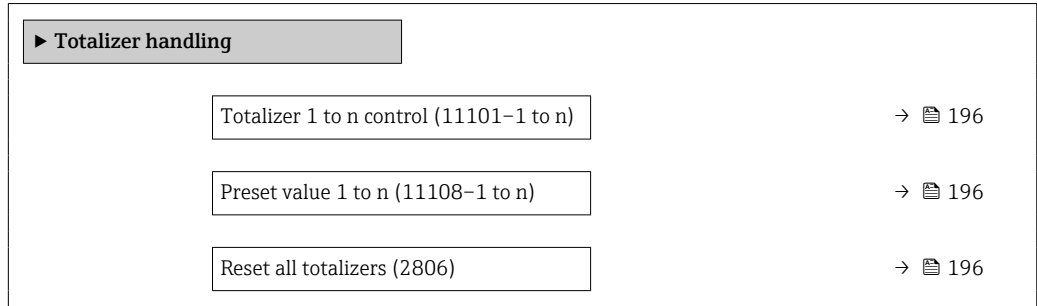 ► Totalizer handling
Totalizer 1 to n control (11101–1 to n) → 196
Preset value 1 to n (11108–1 to n) → 196
Reset all totalizers (2806) → 196